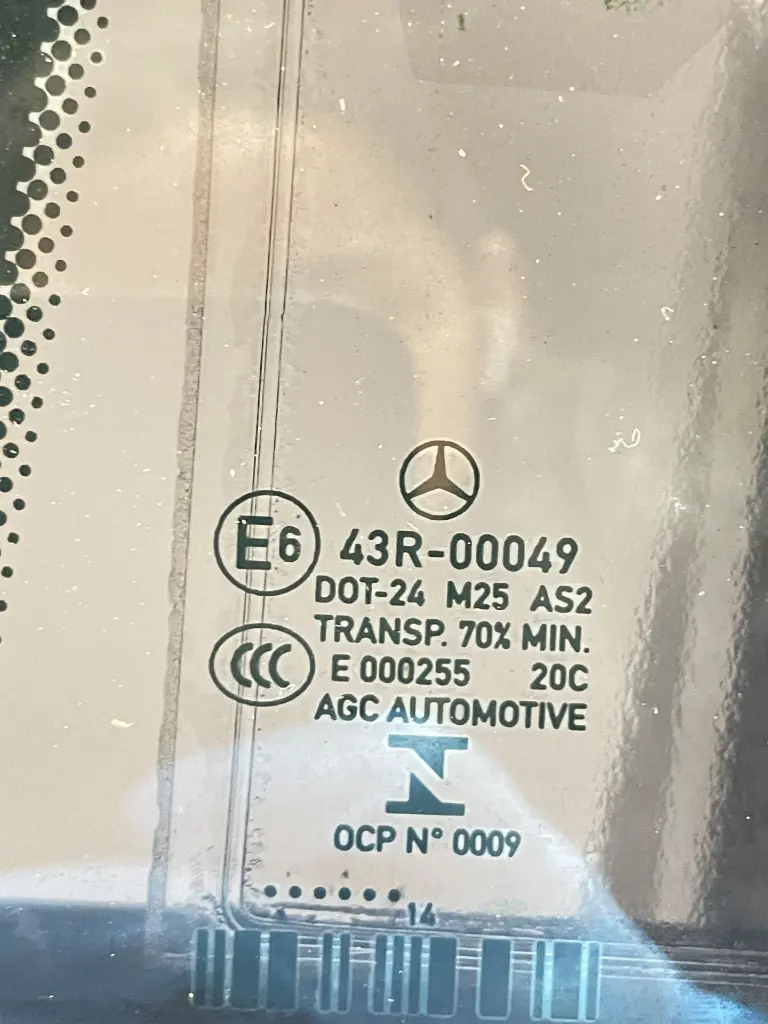 E6 43R-00049
DOT-24 M25 AS2
TRANSP. 70% MIN.
CCC E 000255 20C
AGC AUTOMOTIVE
N
OCP N° 0009
14